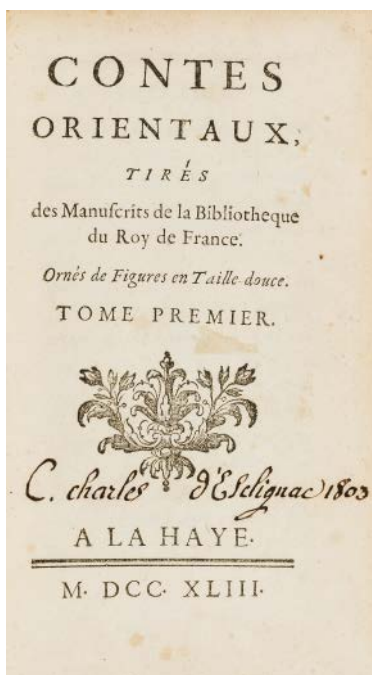 CONTES
ORIENTAUX,
TIRÉS
des Manuſcrits de la Bibliotheque
du Roy de France.
Ornés de Figures en Taille-douce.
TOME PREMIER.
C. charles d'Esclignac 1803
A LA HAYE.
M. DCC. XLIII.